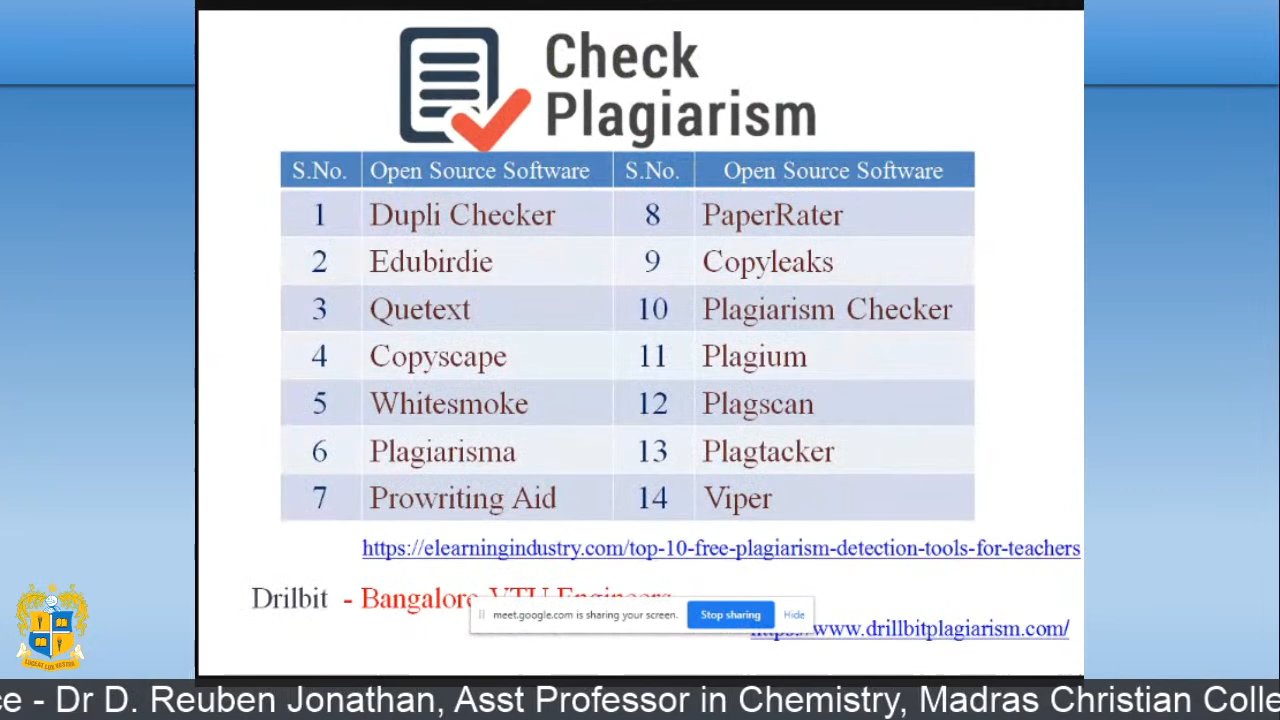 Check
Plagiarism
S.No. Open Source Software S.No. Open Source Software
1 Dupli Checker 8 PaperRater
2 Edubirdie 9 Copyleaks
3 Quetext 10 Plagiarism Checker
4 Copyscape 11 Plagium
5 Whitesmoke 12 Plagscan
6 Plagiarisma 13 Plagtacker
7 Prowriting Aid 14 Viper
https://elearningindustry.com/top-10-free-plagiarism-detection-tools-for-teachers
Drilbit - Bangalore VTU Engineers
meet.google.com is sharing your screen. Stop sharing Hide
https://www.drillbitplagiarism.com/
ce - Dr D. Reuben Jonathan, Asst Professor in Chemistry, Madras Christian Colle